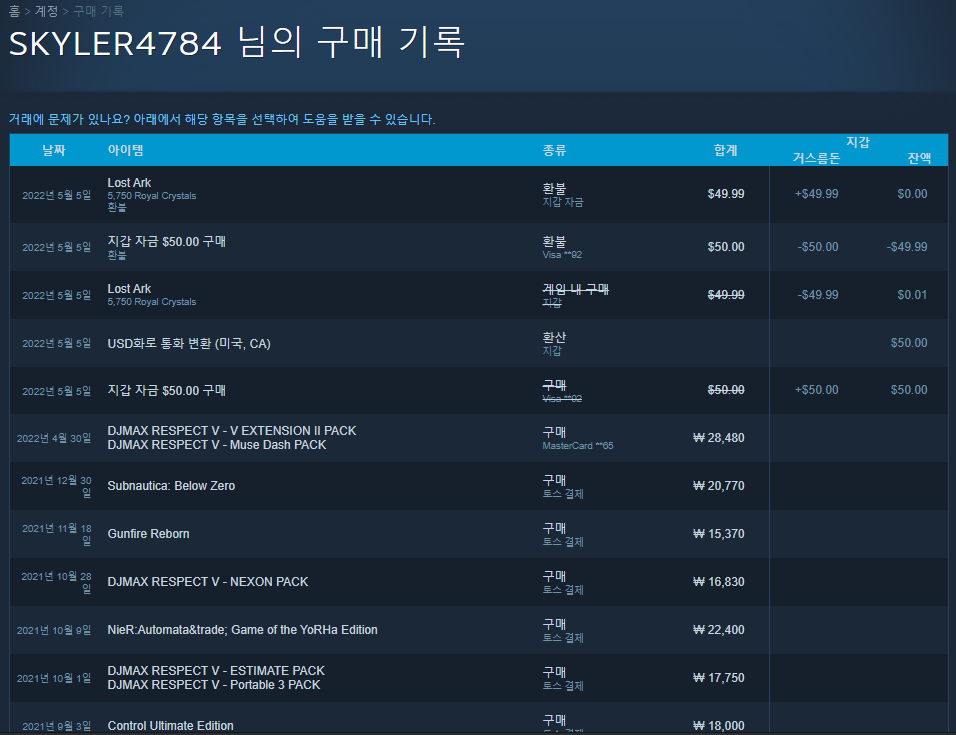 홈 > 계정 > 구매 기록
SKYLER4784 님의 구매 기록
거래에 문제가 있나요? 아래에서 해당 항목을 선택하여 도움을 받을 수 있습니다.
날짜 아이템 종류 합계 지갑
거스름돈 잔액
2022년 5월 5일 Lost Ark 환불 $49.99 +$49.99 $0.00
5,750 Royal Crystals 지갑 자금
환불
2022년 5월 5일 지갑 자금 $50.00 구매 환불 $50.00 -$50.00 -$49.99
환불 Visa **92
2022년 5월 5일 Lost Ark 게임 내 구매 $49.99 -$49.99 $0.01
5,750 Royal Crystals 지갑
2022년 5월 5일 USD화로 통화 변환 (미국, CA) 환산 $50.00
지갑
2022년 5월 5일 지갑 자금 $50.00 구매 구매 $50.00 +$50.00 $50.00
Visa **92
2022년 4월 30일 DJMAX RESPECT V - V EXTENSION II PACK 구매 ₩ 28,480
DJMAX RESPECT V - Muse Dash PACK MasterCard **65
2021년 12월 30일 Subnautica: Below Zero 구매 ₩ 20,770
토스 결제
2021년 11월 18일 Gunfire Reborn 구매 ₩ 15,370
토스 결제
2021년 10월 28일 DJMAX RESPECT V - NEXON PACK 구매 ₩ 16,830
토스 결제
2021년 10월 9일 NieR:Automata&trade; Game of the YoRHa Edition 구매 ₩ 22,400
토스 결제
2021년 10월 1일 DJMAX RESPECT V - ESTIMATE PACK 구매 ₩ 17,750
DJMAX RESPECT V - Portable 3 PACK 토스 결제
2021년 9월 3일 Control Ultimate Edition 구매 ₩ 18,000